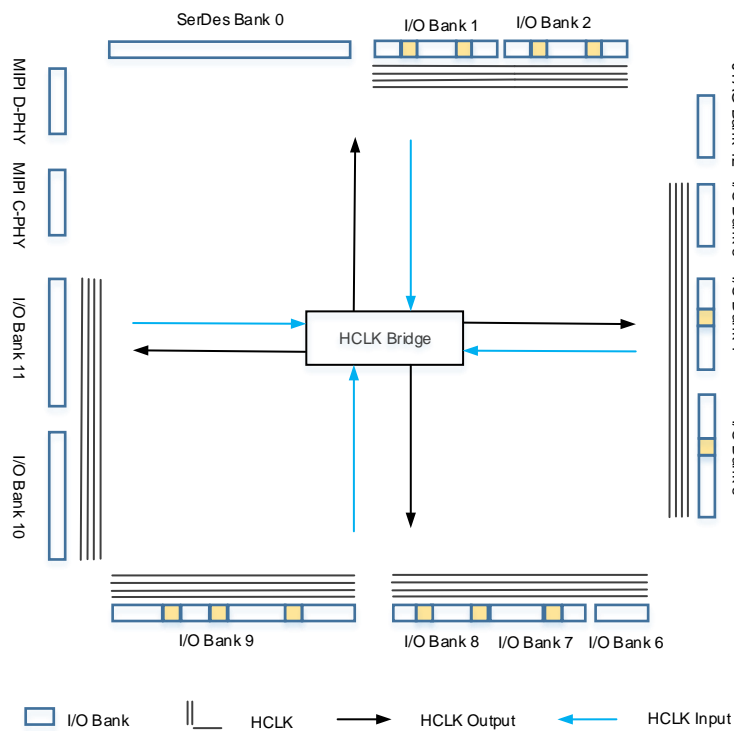 SerDes Bank 0
I/O Bank 1
I/O Bank 2
MIPI D-PHY
MIPI C-PHY
I/O Bank 11
I/O Bank 10
HCLK Bridge
I/O Bank 9
I/O Bank 8
I/O Bank 7
I/O Bank 6
I/O Bank
HCLK
HCLK Output
HCLK Input